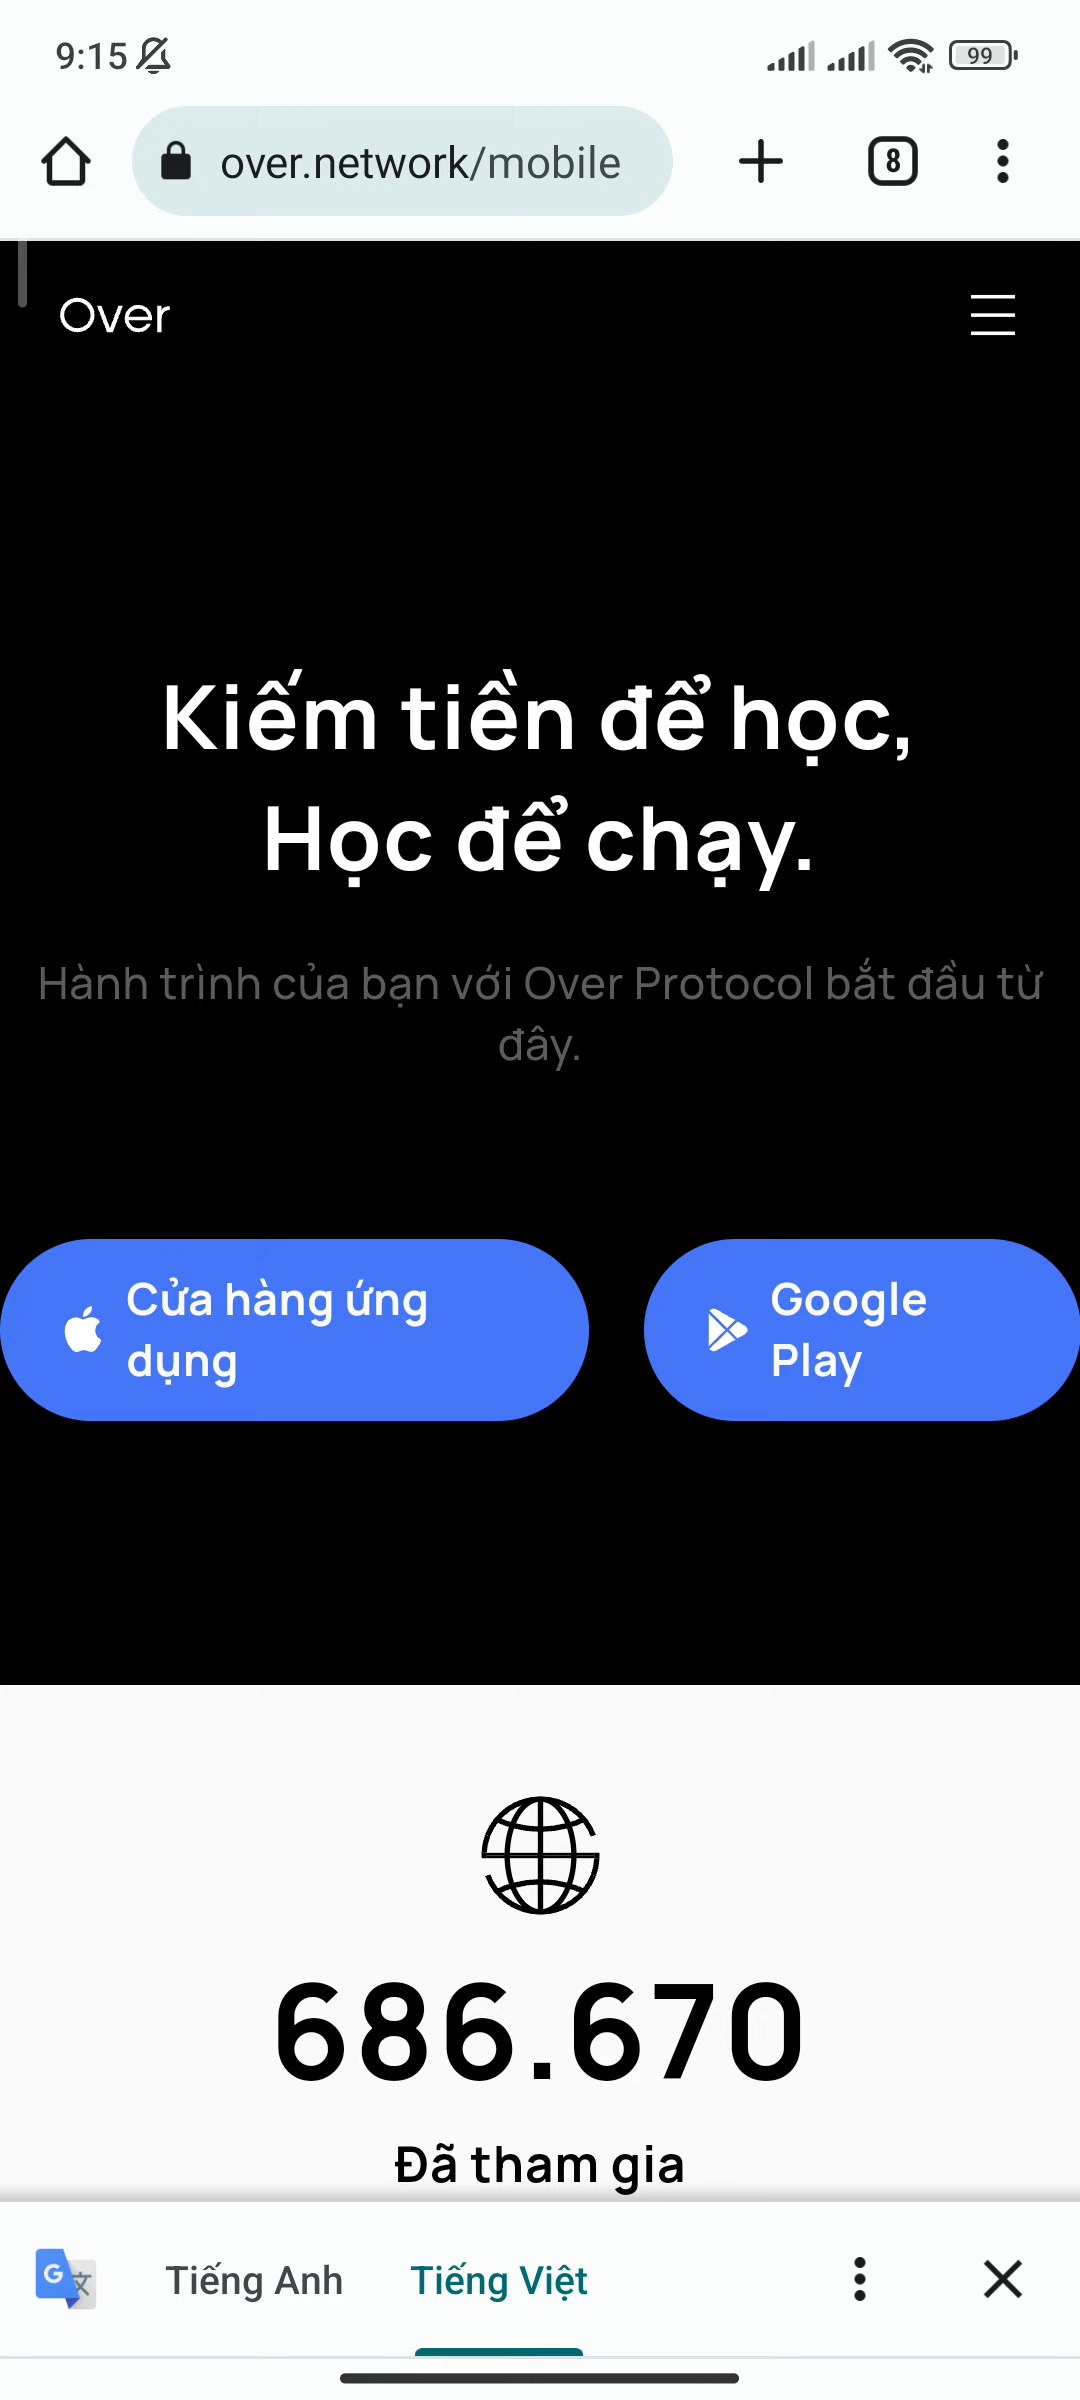 9:15
99
over.network/mobile
8
Over
Kiếm tiền để học,
Học để chạy.
Hành trình của bạn với Over Protocol bắt đầu từ
đây.
Cửa hàng ứng
dụng
Google
Play
686.670
Đã tham gia
Tiếng Anh
Tiếng Việt